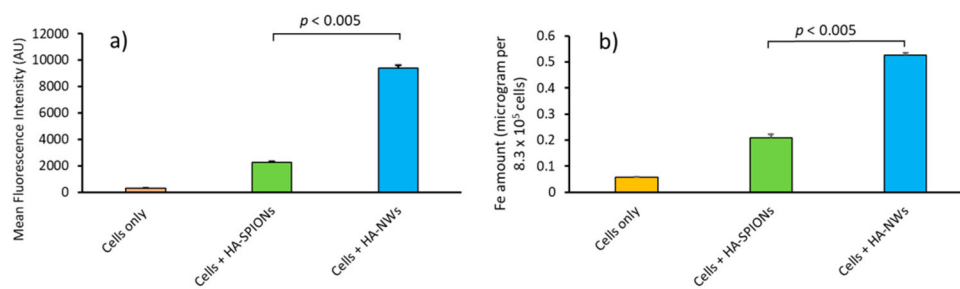 a)
p < 0.005
Mean Fluorescence Intensity (AU)
12000
10000
8000
6000
4000
2000
0
Cells only
Cells + HA-SPIONs
Cells + HA-NWs
b)
p < 0.005
Fe amount (microgram per
8.3 x 10⁵ cells)
0.6
0.5
0.4
0.3
0.2
0.1
0
Cells only
Cells + HA-SPIONs
Cells + HA-NWs